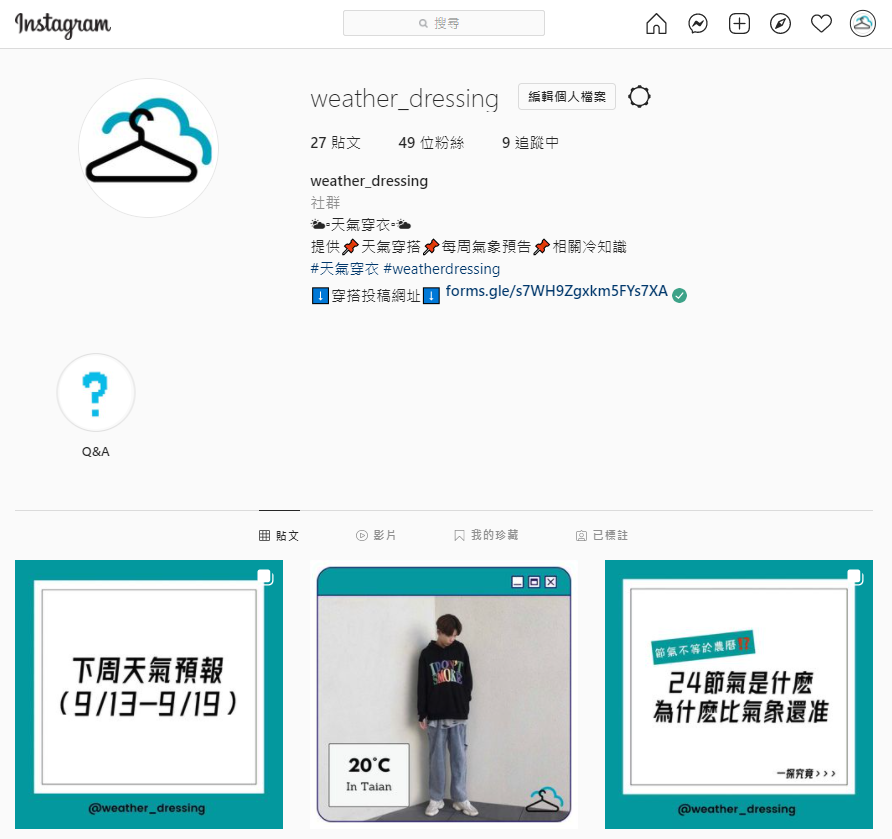 Instagram
搜尋
weather_dressing
編輯個人檔案
27 貼文 49 位粉絲 9 追蹤中
weather_dressing
社群
🌥▫天氣穿衣▫🌥
提供📌天氣穿搭📌每周氣象預告📌相關冷知識
#天氣穿衣 #weatherdressing
⬇️穿搭投稿網址⬇️ forms.gle/s7WH9Zgxkm5FYs7XA
Q&A
貼文 影片 我的珍藏 已標註
下周天氣預報
(9/13-9/19)
@weather_dressing
I DON'T
SMOKE
20°C
In Taian
節氣不等於農曆⁉️
24節氣是什麼
為什麼比氣象還准
一探究竟>>>
@weather_dressing